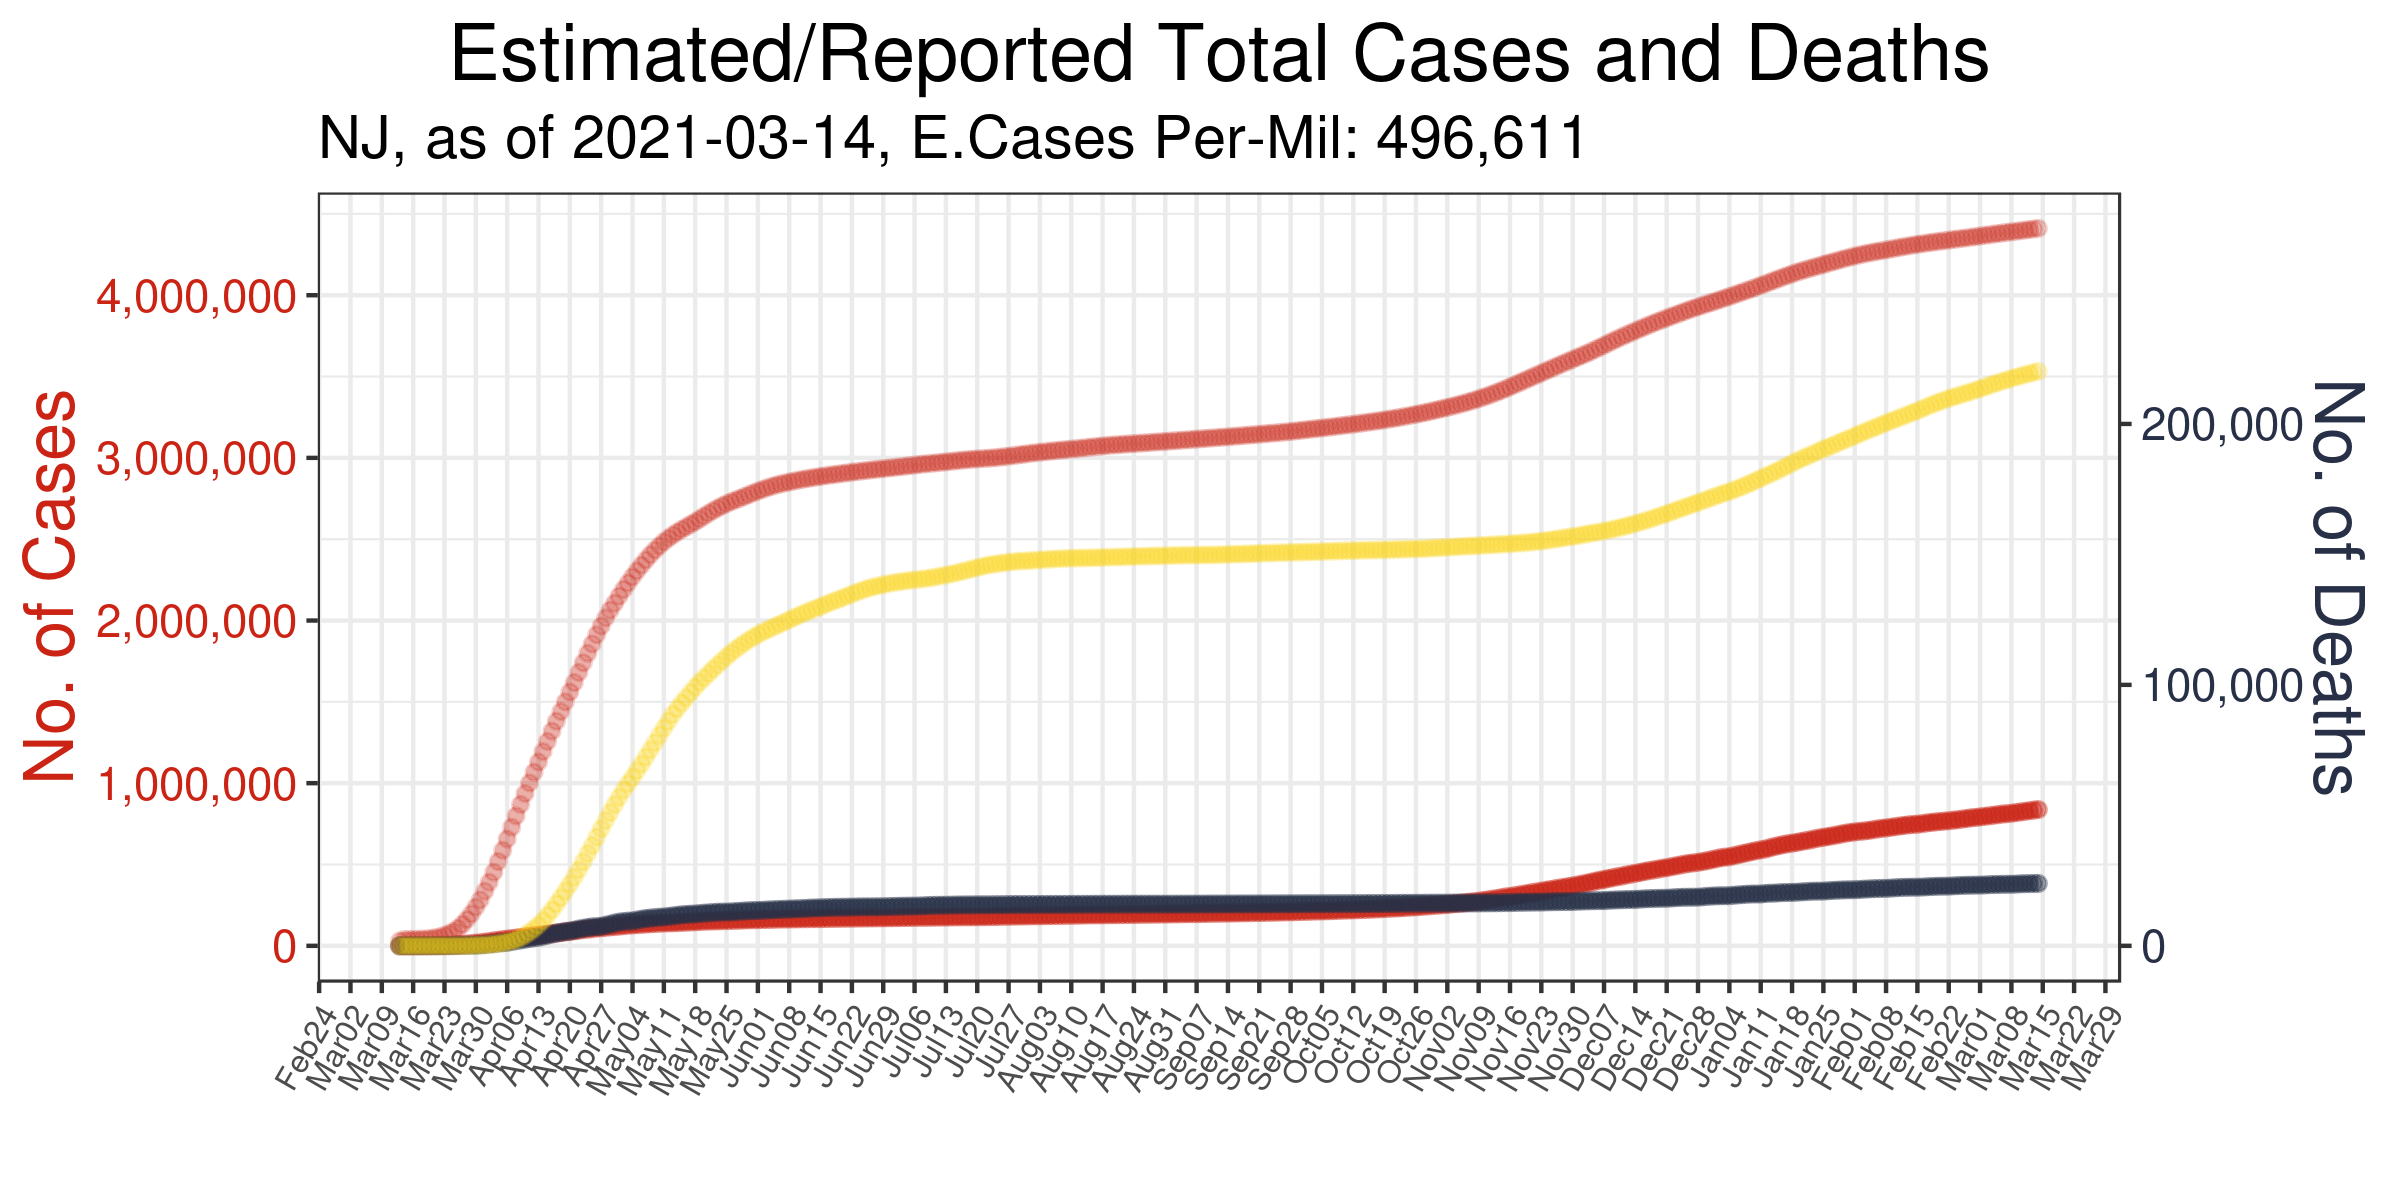 Estimated/Reported Total Cases and Deaths
NJ, as of 2021-03-14, E.Cases Per-Mil: 496,611
No. of Cases
4,000,000
3,000,000
2,000,000
1,000,000
0
200,000
100,000
0
No. of Deaths
Feb24 Mar02 Mar09 Mar16 Mar23 Mar30 Apr06 Apr13 Apr20 Apr27 May04 May11 May18 May25 Jun01 Jun08 Jun15 Jun22 Jun29 Jul06 Jul13 Jul20 Jul27 Aug03 Aug10 Aug17 Aug24 Aug31 Sep07 Sep14 Sep21 Sep28 Oct05 Oct12 Oct19 Oct26 Nov02 Nov09 Nov16 Nov23 Nov30 Dec07 Dec14 Dec21 Dec28 Jan04 Jan11 Jan18 Jan25 Feb01 Feb08 Feb15 Feb22 Mar01 Mar08 Mar15 Mar22 Mar29